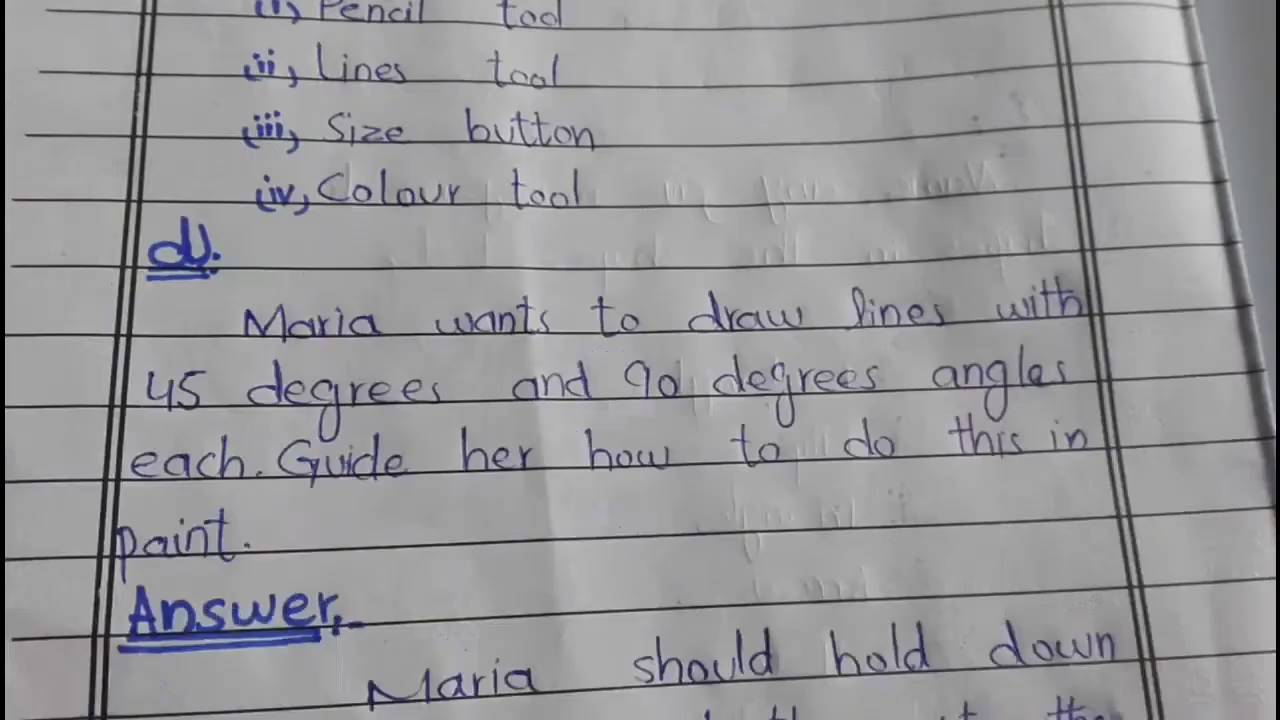 (i), Pencil tool
(ii), Lines tool
(iii), Size button
(iv), Colour tool
d).
Maria wants to draw lines with
45 degrees and 90 degrees angles
each. Guide her how to do this in
paint.
Answer,-
Maria should hold down